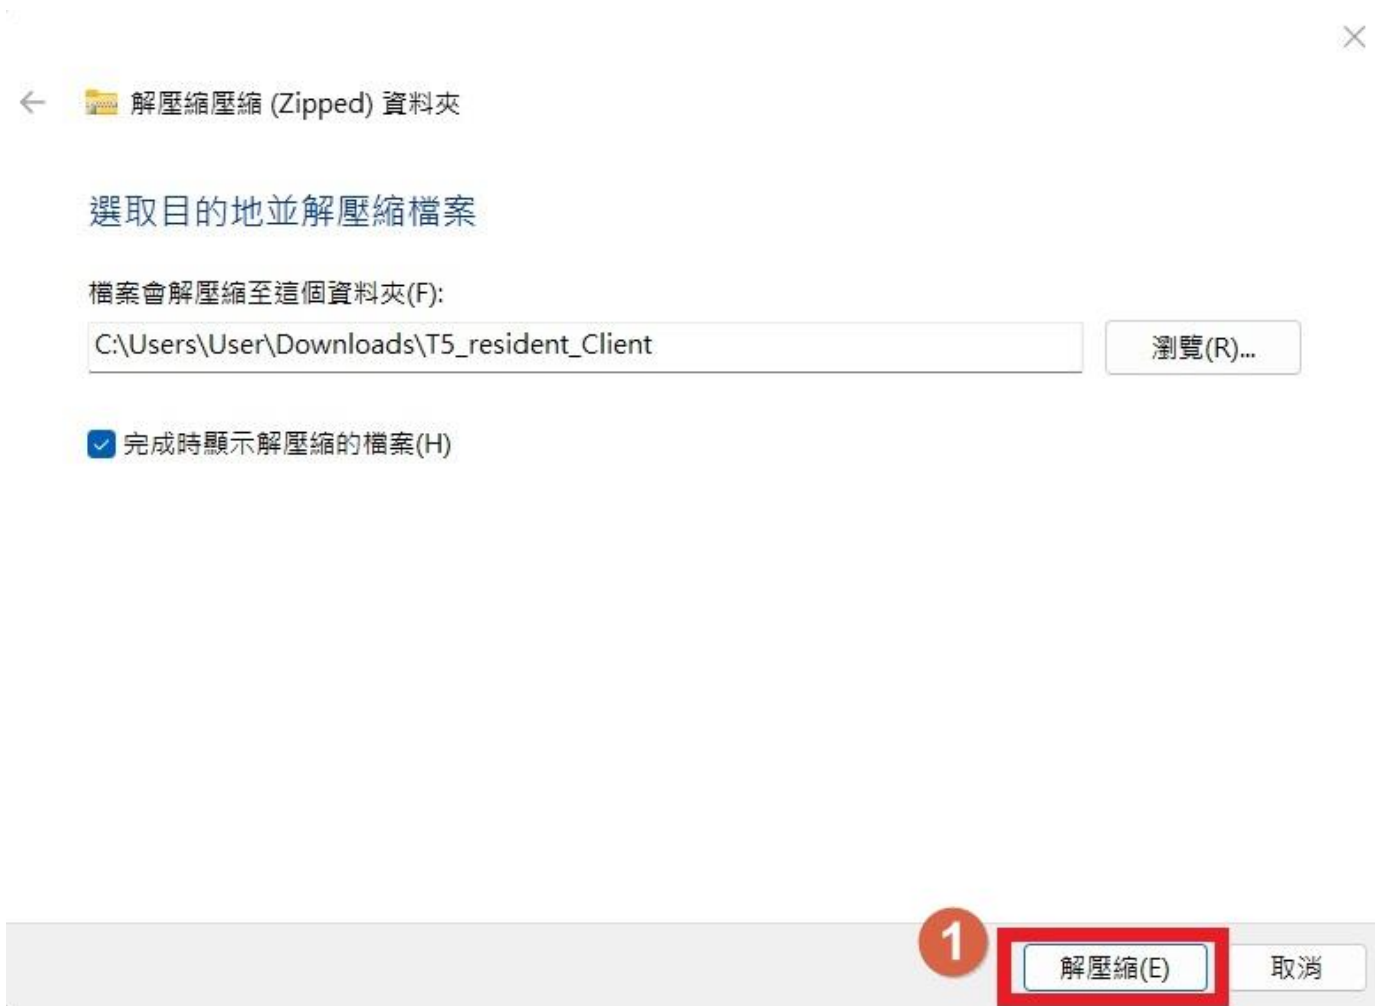 解壓縮壓縮 (Zipped) 資料夾
選取目的地並解壓縮檔案
檔案會解壓縮至這個資料夾(F):
C:\Users\User\Downloads\T5_resident_Client
瀏覽(R)...
完成時顯示解壓縮的檔案(H)
1
解壓縮(E)
取消